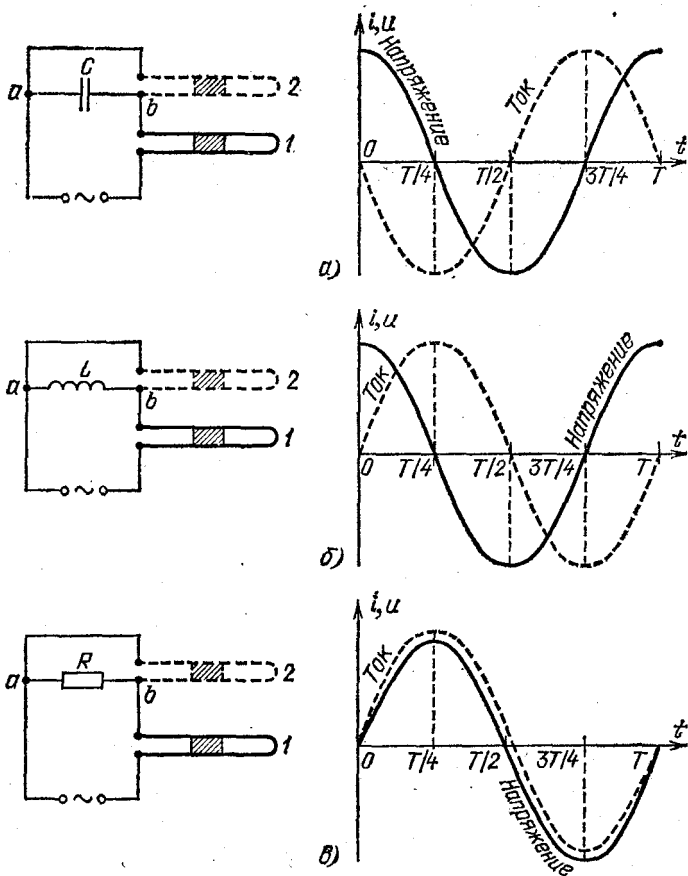 i, u
Напряжение
Ток
C
a
b
2
1
~
0
T/4
T/2
3T/4
T
t
а)
i, u
Ток
Напряжение
L
a
b
2
1
~
0
T/4
T/2
3T/4
T
t
б)
i, u
Ток
R
a
b
2
1
~
0
T/4
T/2
3T/4
T
t
Напряжение
в)